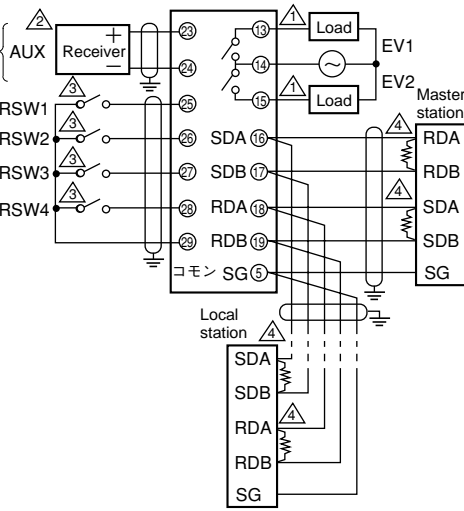 2
AUX
+
Receiver
−
23
24
13
14
15
1
Load
~
1
Load
EV1
EV2
RSW1
3
25
RSW2
3
26
RSW3
3
27
RSW4
3
28
29
コモン
SDA 16
SDB 17
RDA 18
RDB 19
SG 5
Master
station
4
RDA
RDB
4
SDA
SDB
SG
Local
station
4
SDA
SDB
4
RDA
RDB
SG